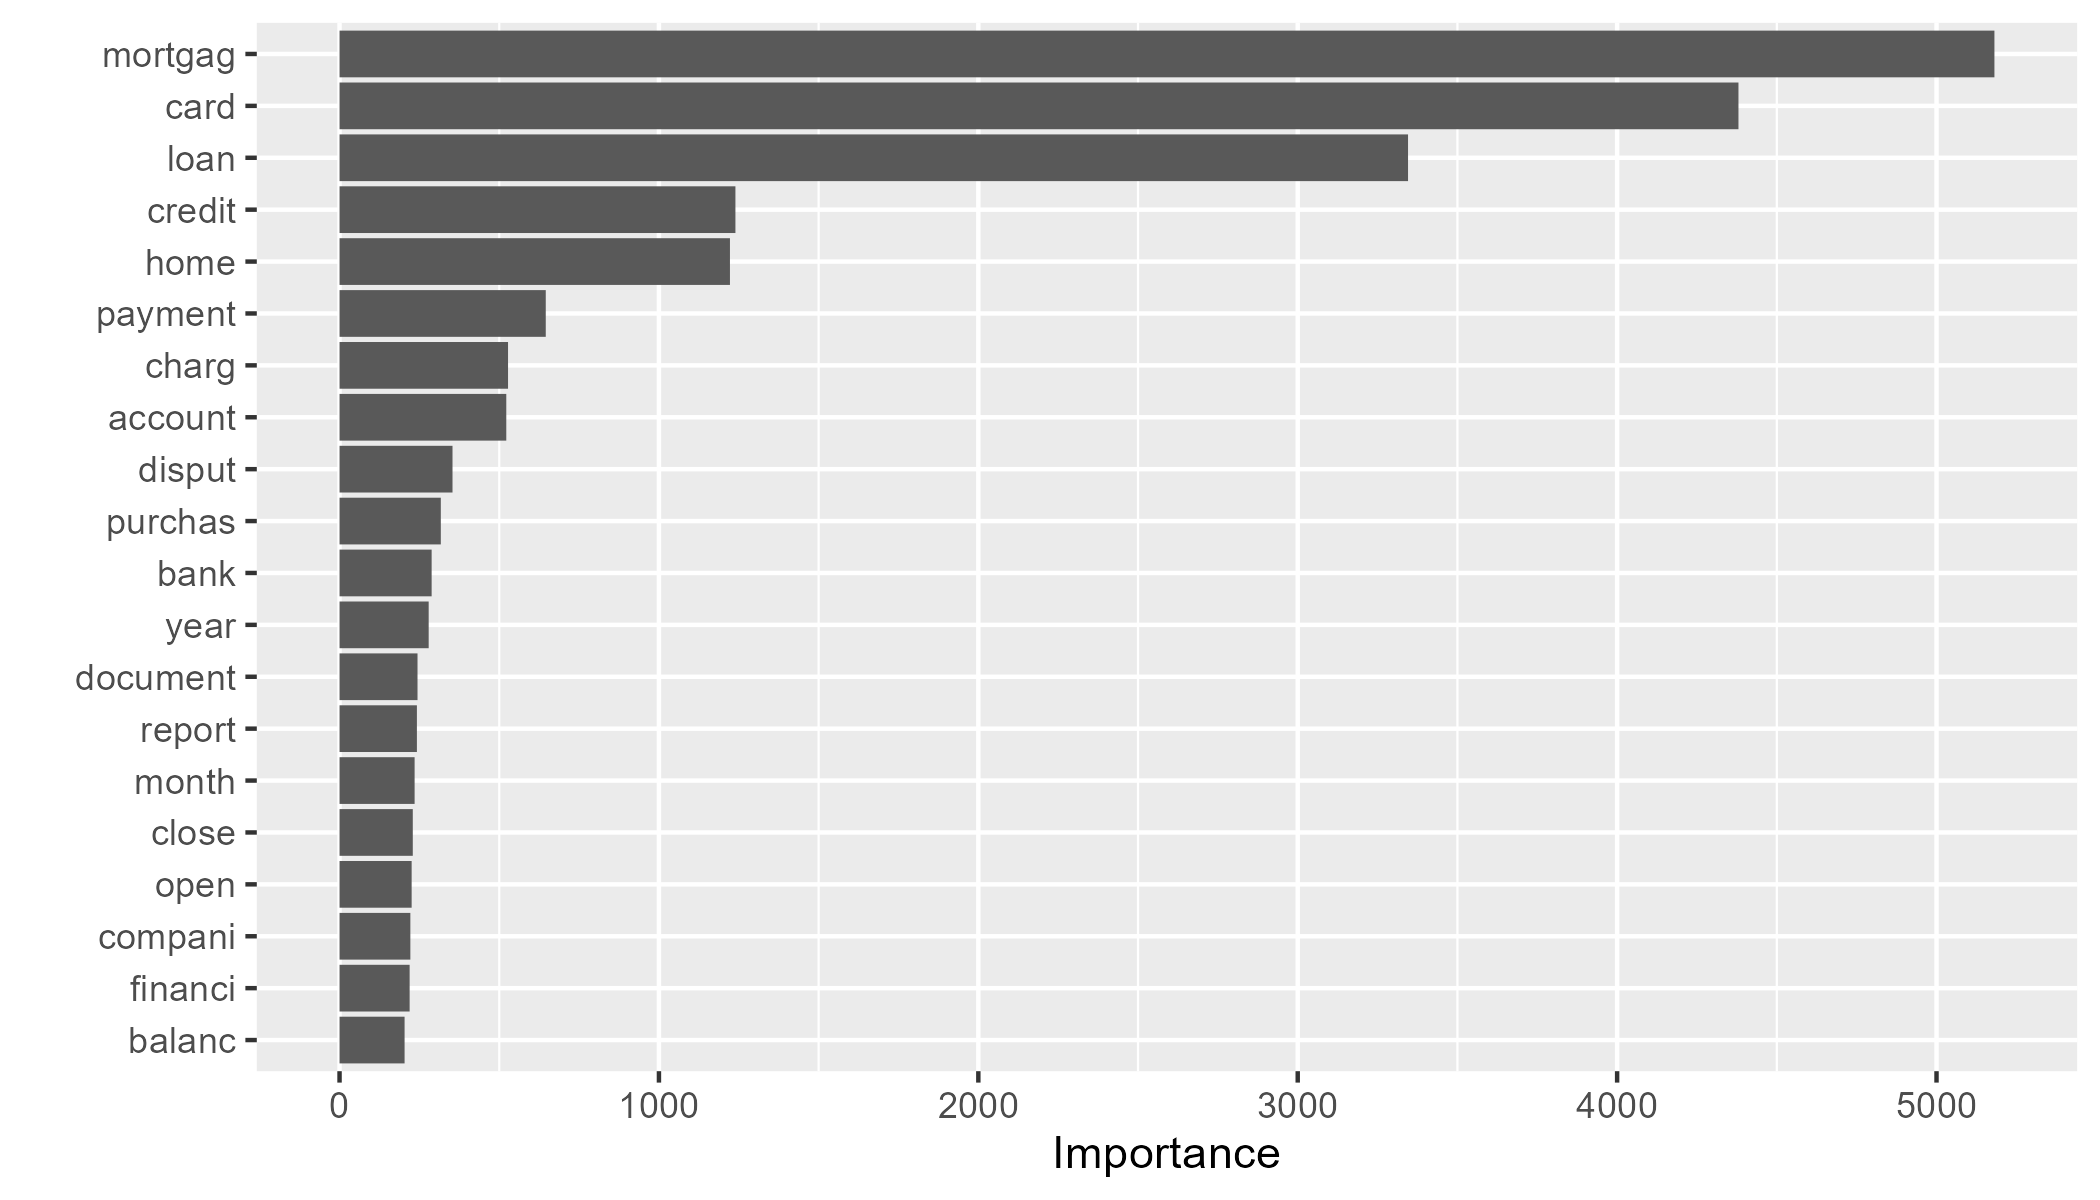 mortgag
card
loan
credit
home
payment
charg
account
disput
purchas
bank
year
document
report
month
close
open
compani
financi
balanc
0 1000 2000 3000 4000 5000
Importance